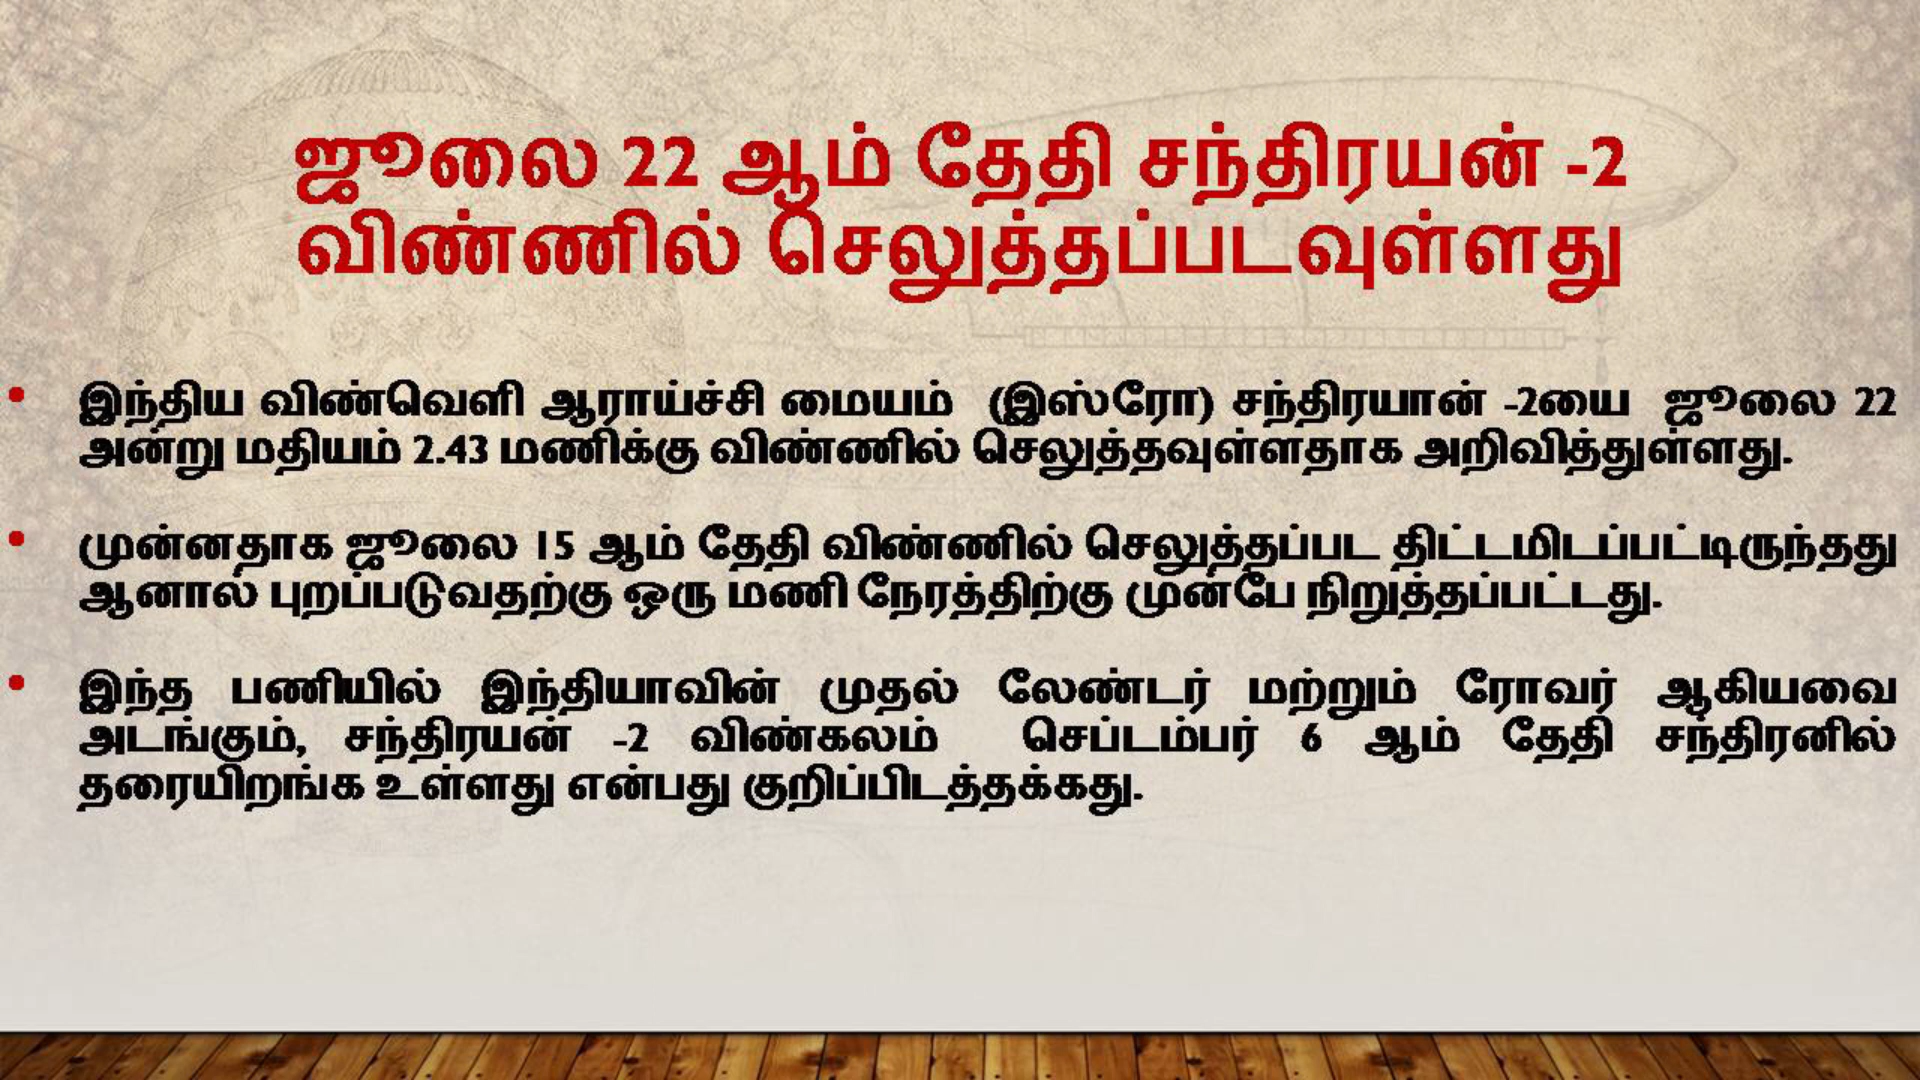 ஜூலை 22 ஆம் தேதி சந்திரயன் -2
விண்ணில் செலுத்தப்படவுள்ளது
• இந்திய விண்வெளி ஆராய்ச்சி மையம் (இஸ்ரோ) சந்திரயான் -2யை ஜூலை 22
அன்று மதியம் 2.43 மணிக்கு விண்ணில் செலுத்தவுள்ளதாக அறிவித்துள்ளது.
• முன்னதாக ஜூலை 15 ஆம் தேதி விண்ணில் செலுத்தப்பட திட்டமிடப்பட்டிருந்தது
ஆனால் புறப்படுவதற்கு ஒரு மணி நேரத்திற்கு முன்பே நிறுத்தப்பட்டது.
• இந்த பணியில் இந்தியாவின் முதல் லேண்டர் மற்றும் ரோவர் ஆகியவை
அடங்கும், சந்திரயன் -2 விண்கலம் செப்டம்பர் 6 ஆம் தேதி சந்திரனில்
தரையிறங்க உள்ளது என்பது குறிப்பிடத்தக்கது.